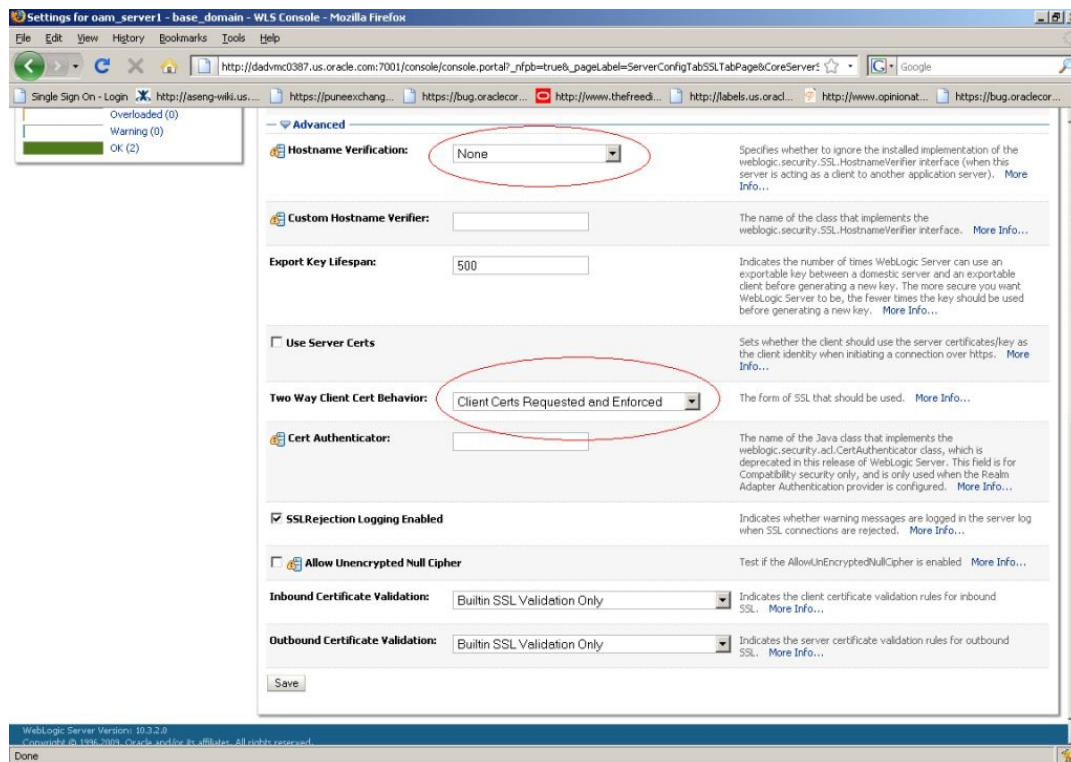 Settings for oam_server1 - base_domain - WLS Console - Mozilla Firefox
File Edit View History Bookmarks Tools Help
http://dadvmc0387.us.oracle.com:7001/console/console.portal?_nfpb=true&_pageLabel=ServerConfigTabSSLTabPage&CoreServerS
Google
Single Sign On - Login http://aseng-wiki.us.... https://puneexchang... https://bug.oraclecor... http://www.thefreedi... http://labels.us.oracl... http://www.opinionat... https://bug.oraclecor...
Overloaded (0)
Warning (0)
OK (2)
Advanced
Hostname Verification:
None
Specifies whether to ignore the installed implementation of the
weblogic.security.SSL.HostnameVerifier interface (when this
server is acting as a client to another application server). More
Info...
Custom Hostname Verifier:
The name of the class that implements the
weblogic.security.SSL.HostnameVerifier interface. More Info...
Export Key Lifespan:
500
Indicates the number of times WebLogic Server can use an
exportable key between a domestic server and an exportable
client before generating a new key. The more secure you want
WebLogic Server to be, the fewer times the key should be used
before generating a new key. More Info...
Use Server Certs
Sets whether the client should use the server certificates/key as
the client identity when initiating a connection over https. More
Info...
Two Way Client Cert Behavior:
Client Certs Requested and Enforced
The form of SSL that should be used. More Info...
Cert Authenticator:
The name of the Java class that implements the
weblogic.security.acl.CertAuthenticator class, which is
deprecated in this release of WebLogic Server. This field is for
Compatibility security only, and is only used when the Realm
Adapter Authentication provider is configured. More Info...
SSLRejection Logging Enabled
Indicates whether warning messages are logged in the server log
when SSL connections are rejected. More Info...
Allow Unencrypted Null Cipher
Test if the AllowUnEncryptedNullCipher is enabled More Info...
Inbound Certificate Validation:
Builtin SSL Validation Only
Indicates the client certificate validation rules for inbound
SSL. More Info...
Outbound Certificate Validation:
Builtin SSL Validation Only
Indicates the server certificate validation rules for outbound
SSL. More Info...
Save
WebLogic Server Version: 10.3.2.0
Copyright © 1996,2009, Oracle and/or its affiliates. All rights reserved.
Done